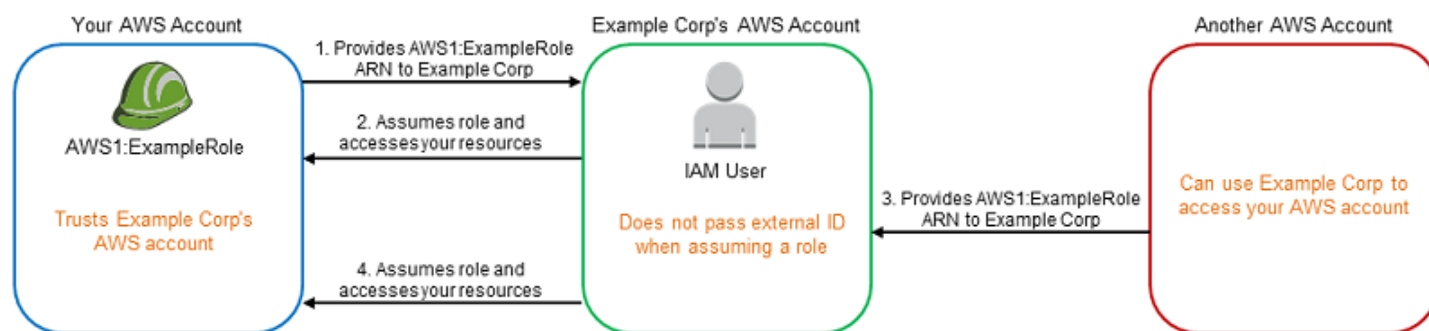 Your AWS Account
Example Corp's AWS Account
Another AWS Account
1. Provides AWS1:ExampleRole
ARN to Example Corp
AWS1:ExampleRole
2. Assumes role and
accesses your resources
IAM User
Trusts Example Corp's
AWS account
Does not pass external ID
when assuming a role
3. Provides AWS1:ExampleRole
ARN to Example Corp
Can use Example Corp to
access your AWS account
4. Assumes role and
accesses your resources